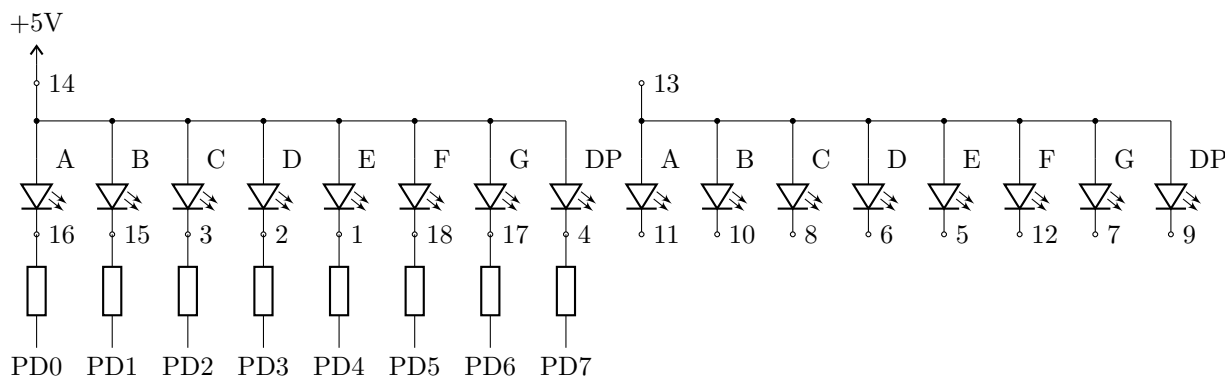 +5V
14 13
A B C D E F G DP A B C D E F G DP
16 15 3 2 1 18 17 4 11 10 8 6 5 12 7 9
PD0 PD1 PD2 PD3 PD4 PD5 PD6 PD7